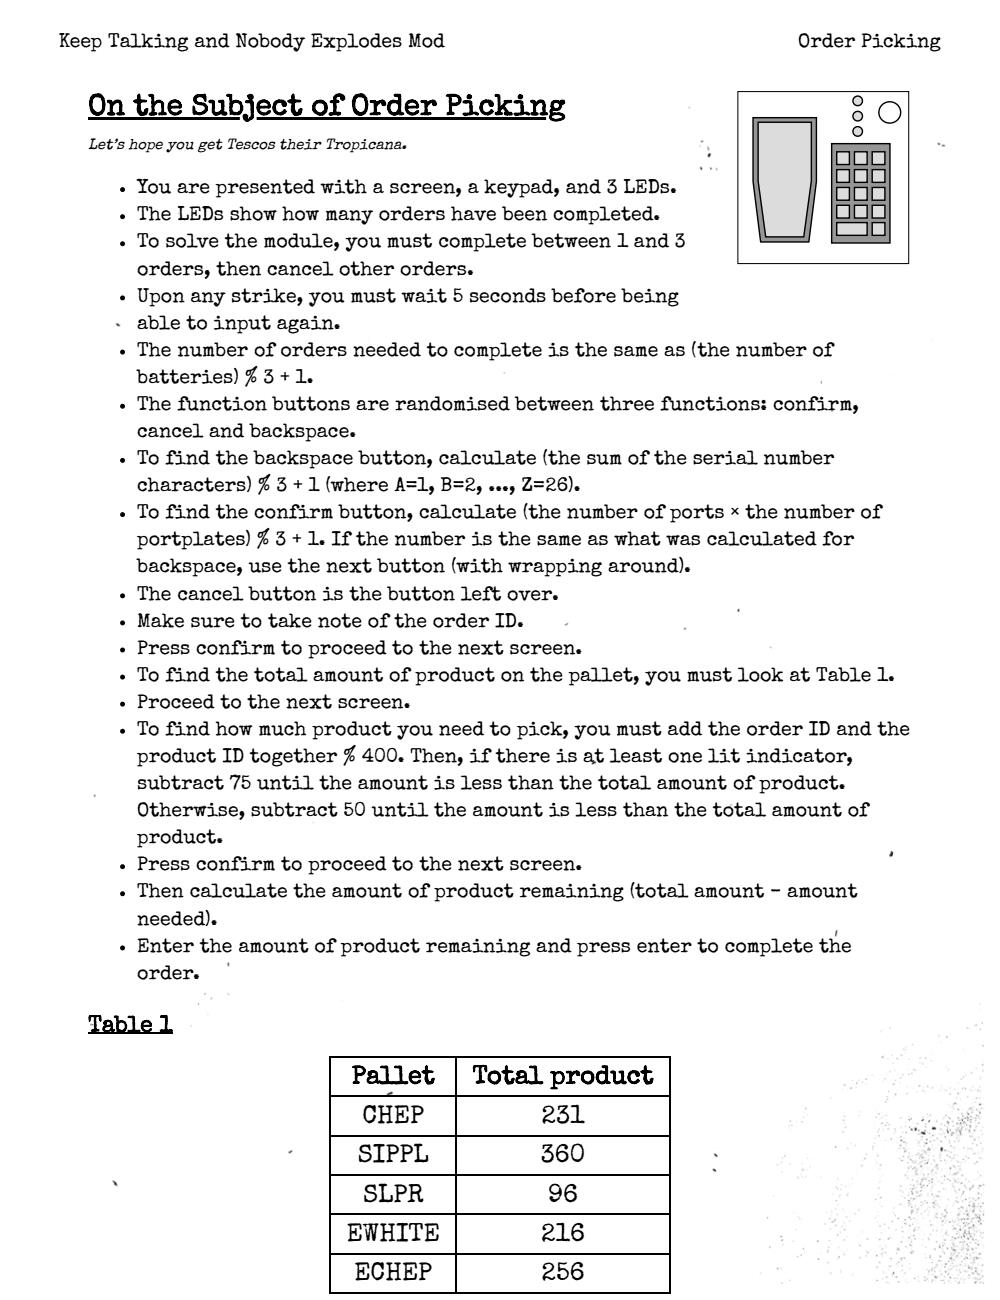 Keep Talking and Nobody Explodes Mod
Order Picking
On the Subject of Order Picking
Let's hope you get Tescos their Tropicana.
• You are presented with a screen, a keypad, and 3 LEDs.
• The LEDs show how many orders have been completed.
• To solve the module, you must complete between 1 and 3
orders, then cancel other orders.
• Upon any strike, you must wait 5 seconds before being
able to input again.
• The number of orders needed to complete is the same as (the number of
batteries) % 3 + 1.
• The function buttons are randomised between three functions: confirm,
cancel and backspace.
• To find the backspace button, calculate (the sum of the serial number
characters) % 3 + 1 (where A=1, B=2, ..., Z=26).
• To find the confirm button, calculate (the number of ports × the number of
portplates) % 3 + 1. If the number is the same as what was calculated for
backspace, use the next button (with wrapping around).
• The cancel button is the button left over.
• Make sure to take note of the order ID.
• Press confirm to proceed to the next screen.
• To find the total amount of product on the pallet, you must look at Table 1.
• Proceed to the next screen.
• To find how much product you need to pick, you must add the order ID and the
product ID together % 400. Then, if there is at least one lit indicator,
subtract 75 until the amount is less than the total amount of product.
Otherwise, subtract 50 until the amount is less than the total amount of
product.
• Press confirm to proceed to the next screen.
• Then calculate the amount of product remaining (total amount - amount
needed).
• Enter the amount of product remaining and press enter to complete the
order.
Table 1
Pallet Total product
CHEP 231
SIPPL 360
SLPR 96
EWHITE 216
ECHEP 256